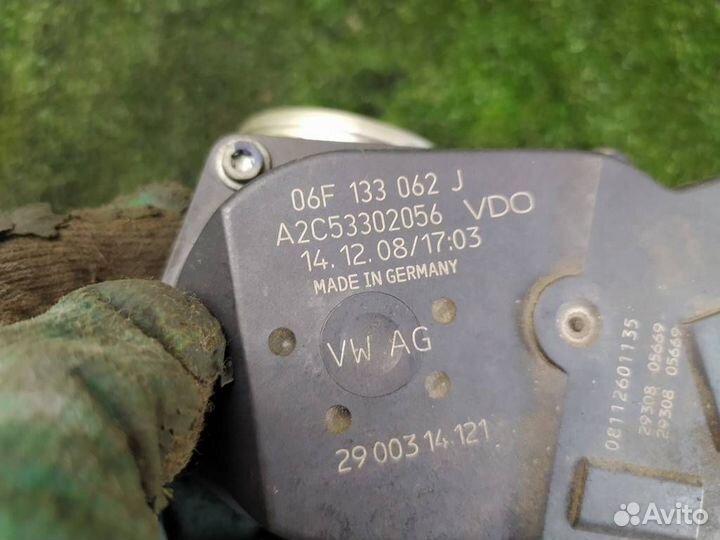 06F 133 062 J
A2C53302056 VDO
14.12.08/17:03
MADE IN GERMANY
VW AG
29 003 14.121
08112601135
29308 05669
29308 05669
Avito